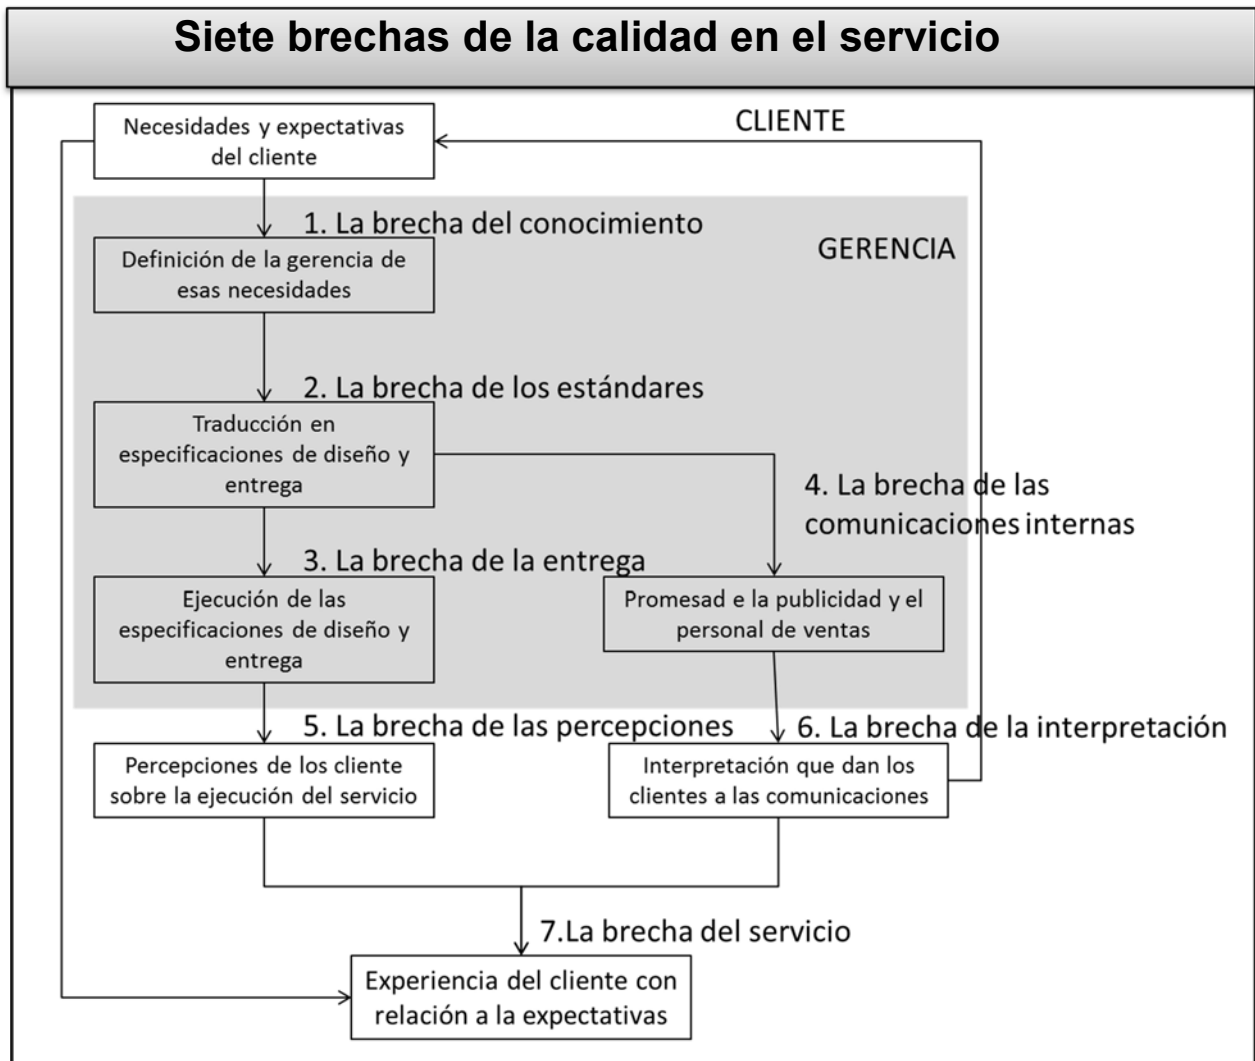 Siete brechas de la calidad en el servicio
Necesidades y expectativas
del cliente
CLIENTE
1. La brecha del conocimiento
GERENCIA
Definición de la gerencia de
esas necesidades
2. La brecha de los estándares
Traducción en
especificaciones de diseño y
entrega
4. La brecha de las
comunicaciones internas
3. La brecha de la entrega
Ejecución de las
especificaciones de diseño y
entrega
Promesad e la publicidad y el
personal de ventas
5. La brecha de las percepciones
6. La brecha de la interpretación
Percepciones de los cliente
sobre la ejecución del servicio
Interpretación que dan los
clientes a las comunicaciones
7.La brecha del servicio
Experiencia del cliente con
relación a la expectativas